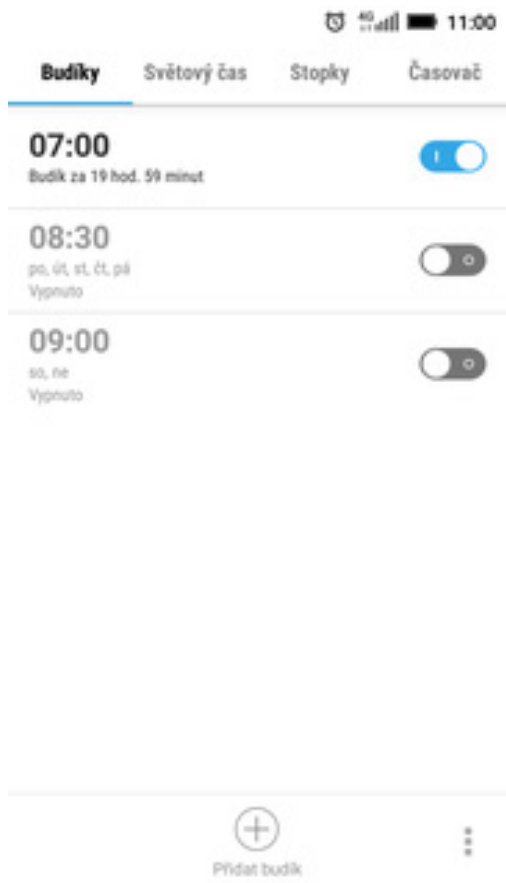 4G 11:00
Budíky Světový čas Stopky Časovač
07:00
Budík za 19 hod. 59 minut
08:30
po, út, st, čt, pá
Vypnuto
09:00
so, ne
Vypnuto
Přidat budík